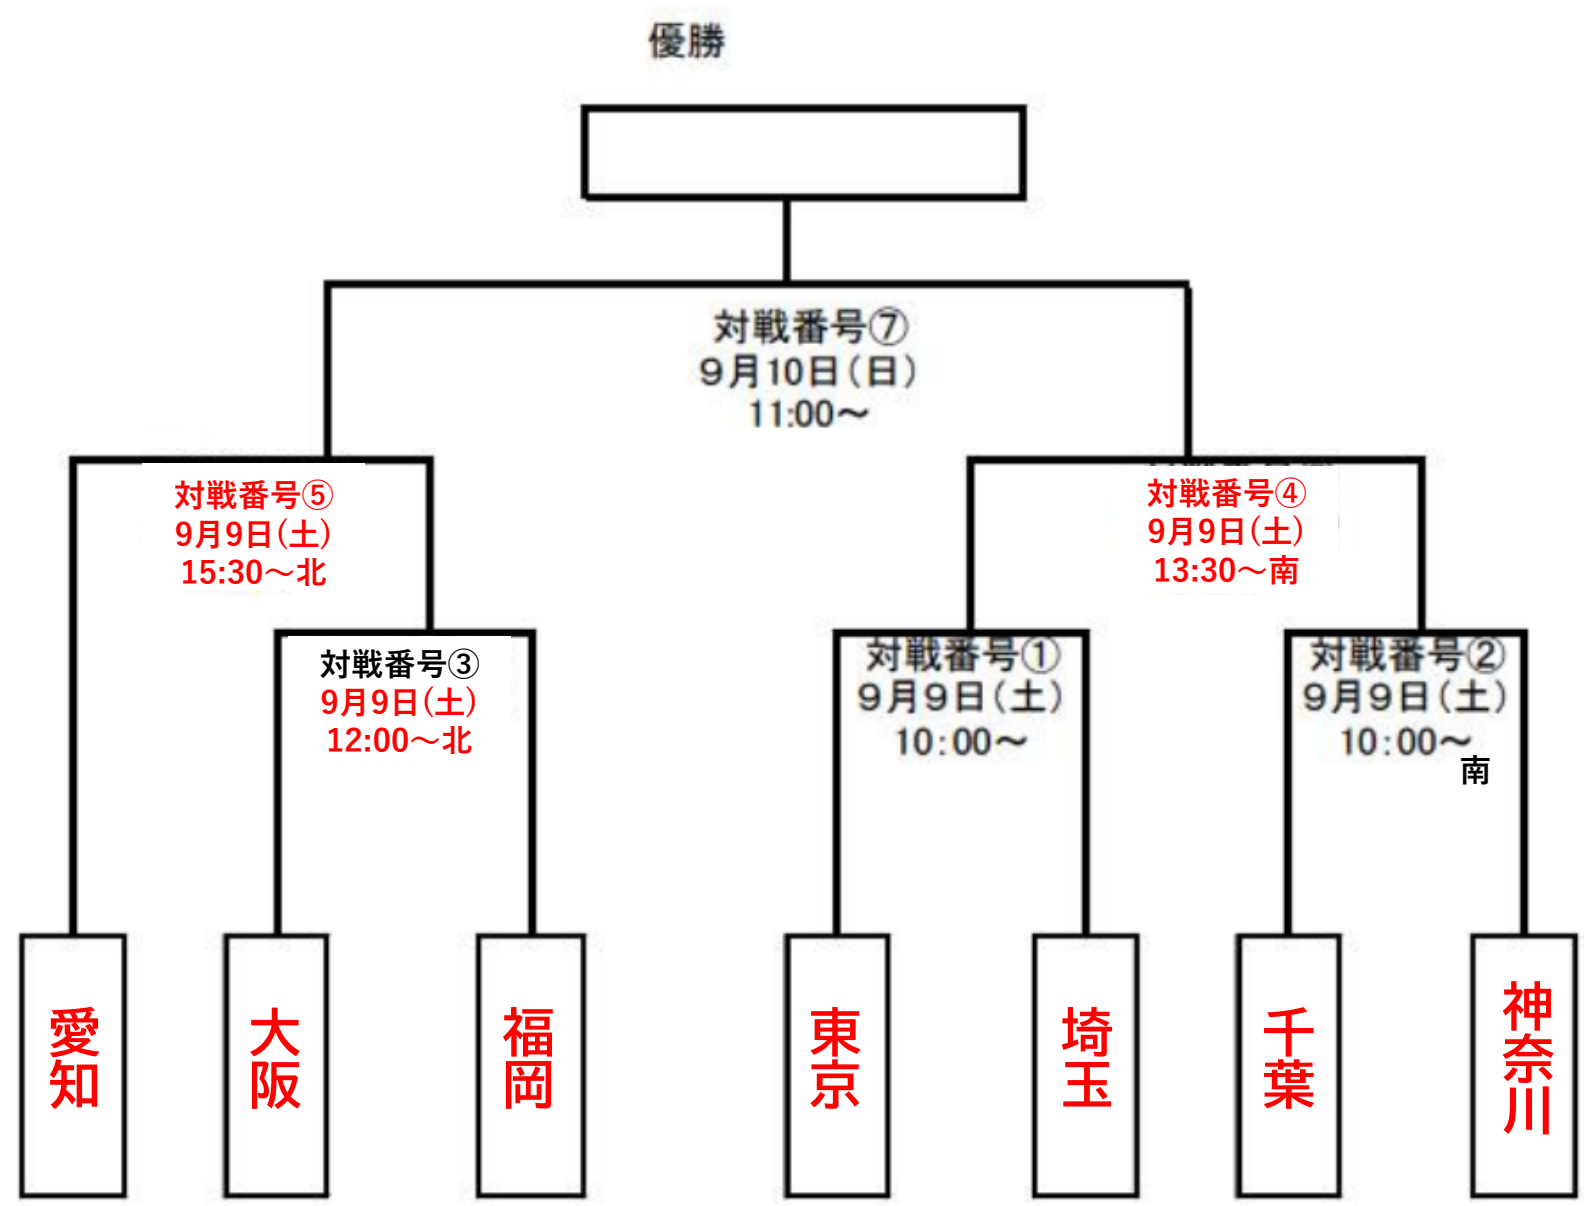 優勝
対戦番号⑦
９月10日（日）
11:00～
対戦番号⑤
9月9日(土)
15:30～北
対戦番号④
9月9日(土)
13:30～南
対戦番号③
9月9日(土)
12:00～北
対戦番号①
９月９日（土）
10：00～
対戦番号②
９月９日（土）
10：00～
南
愛知
大阪
福岡
東京
埼玉
千葉
神奈川